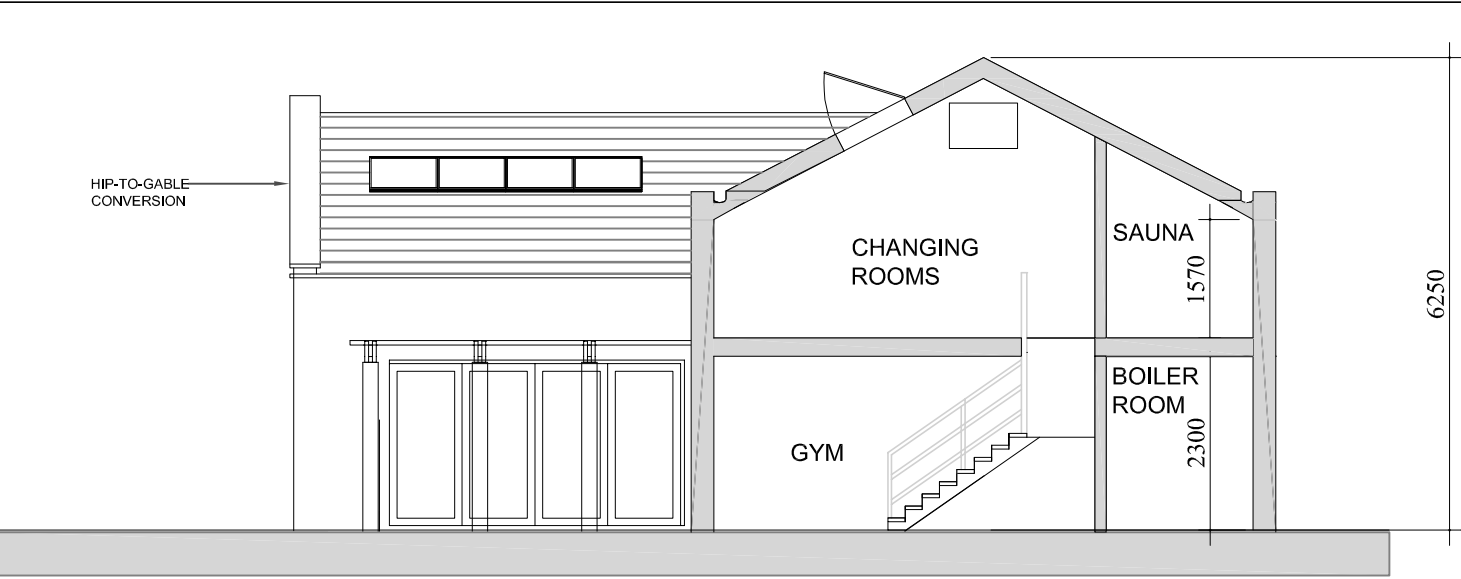 HIP-TO-GABLE
CONVERSION
CHANGING
ROOMS
SAUNA
1570
6250
BOILER
ROOM
2300
GYM